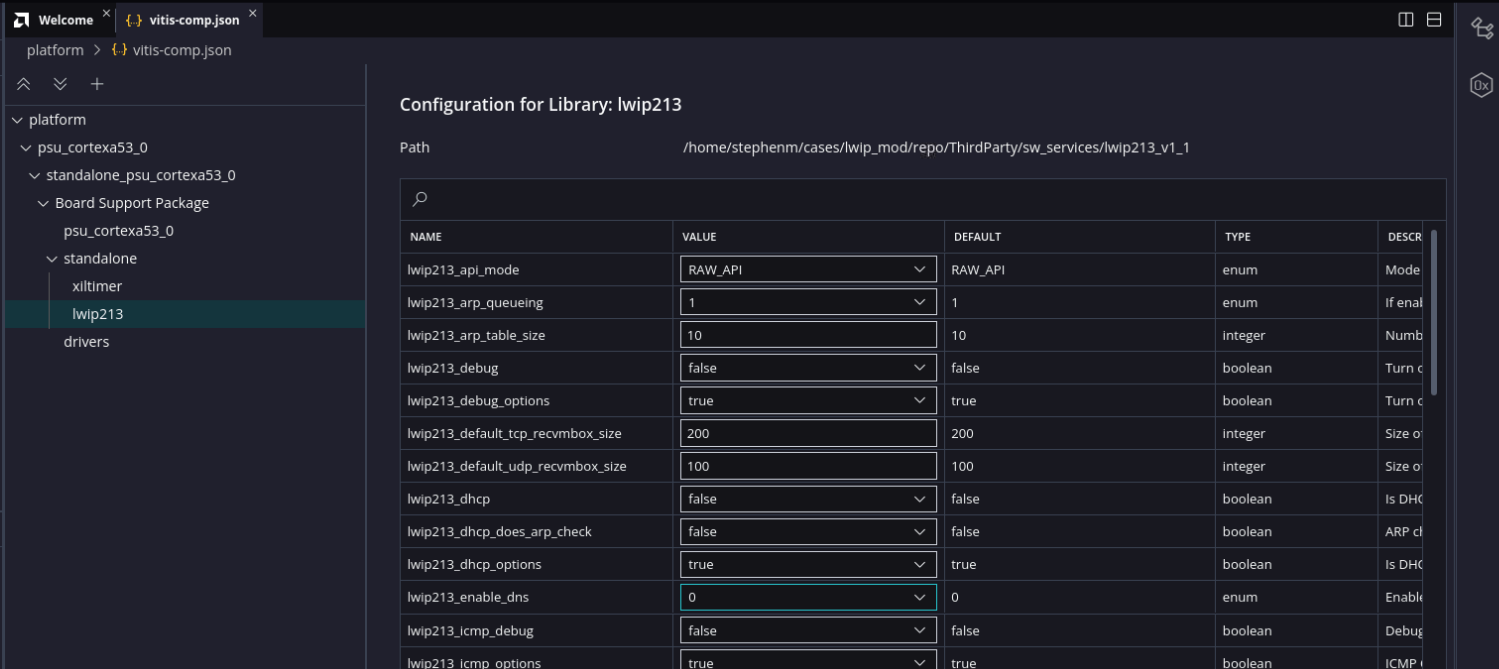 Welcome
{..} vitis-comp.json
platform > {..} vitis-comp.json
platform
psu_cortexa53_0
standalone_psu_cortexa53_0
Board Support Package
psu_cortexa53_0
standalone
xiltimer
lwip213
drivers
Configuration for Library: lwip213
Path /home/stephenm/cases/lwip_mod/repo/ThirdParty/sw_services/lwip213_v1_1
NAME VALUE DEFAULT TYPE DESCR
lwip213_api_mode RAW_API RAW_API enum Mode
lwip213_arp_queueing 1 1 enum If enab
lwip213_arp_table_size 10 10 integer Numb
lwip213_debug false false boolean Turn o
lwip213_debug_options true true boolean Turn o
lwip213_default_tcp_recvmbox_size 200 200 integer Size of
lwip213_default_udp_recvmbox_size 100 100 integer Size of
lwip213_dhcp false false boolean Is DHC
lwip213_dhcp_does_arp_check false false boolean ARP ch
lwip213_dhcp_options true true boolean Is DHC
lwip213_enable_dns 0 0 enum Enable
lwip213_icmp_debug false false boolean Debug
lwip213_icmp_options true true boolean ICMP
0x